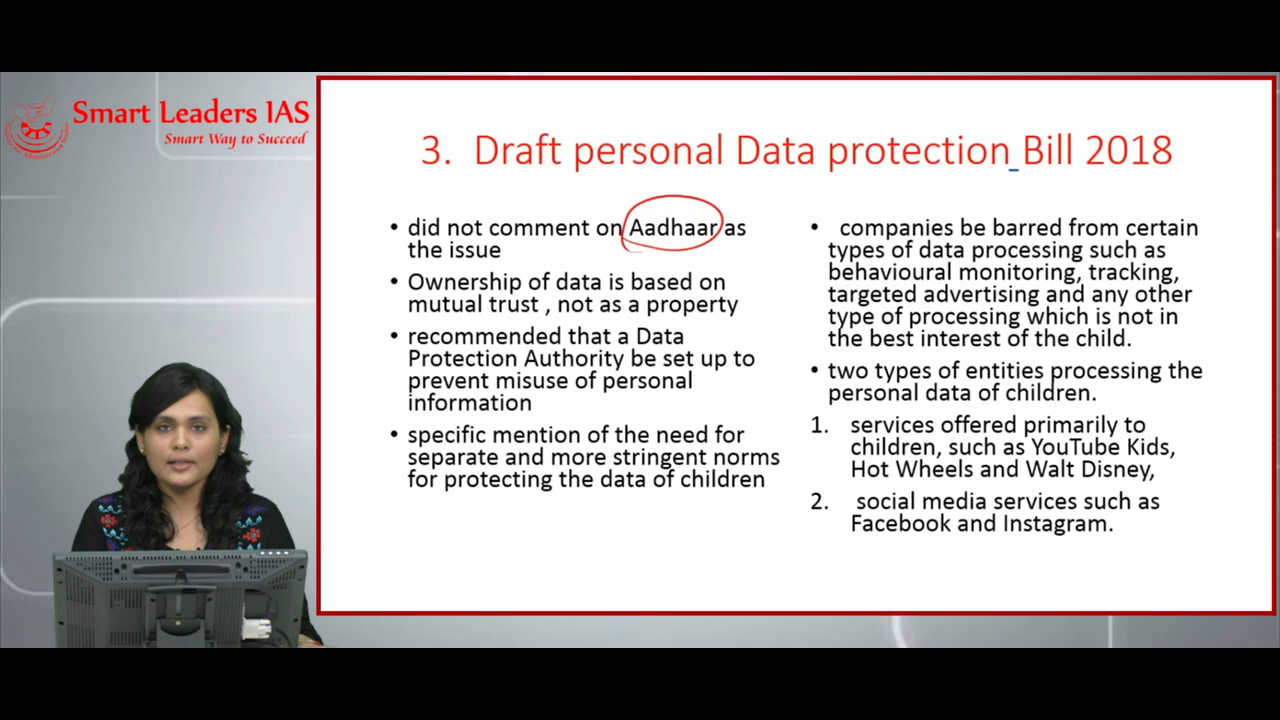 Smart Leaders IAS
Smart Way to Succeed
3. Draft personal Data protection Bill 2018
• did not comment on Aadhaar as
the issue
• Ownership of data is based on
mutual trust , not as a property
• recommended that a Data
Protection Authority be set up to
prevent misuse of personal
information
• specific mention of the need for
separate and more stringent norms
for protecting the data of children
• companies be barred from certain
types of data processing such as
behavioural monitoring, tracking,
targeted advertising and any other
type of processing which is not in
the best interest of the child.
• two types of entities processing the
personal data of children.
1. services offered primarily to
children, such as YouTube Kids,
Hot Wheels and Walt Disney,
2. social media services such as
Facebook and Instagram.